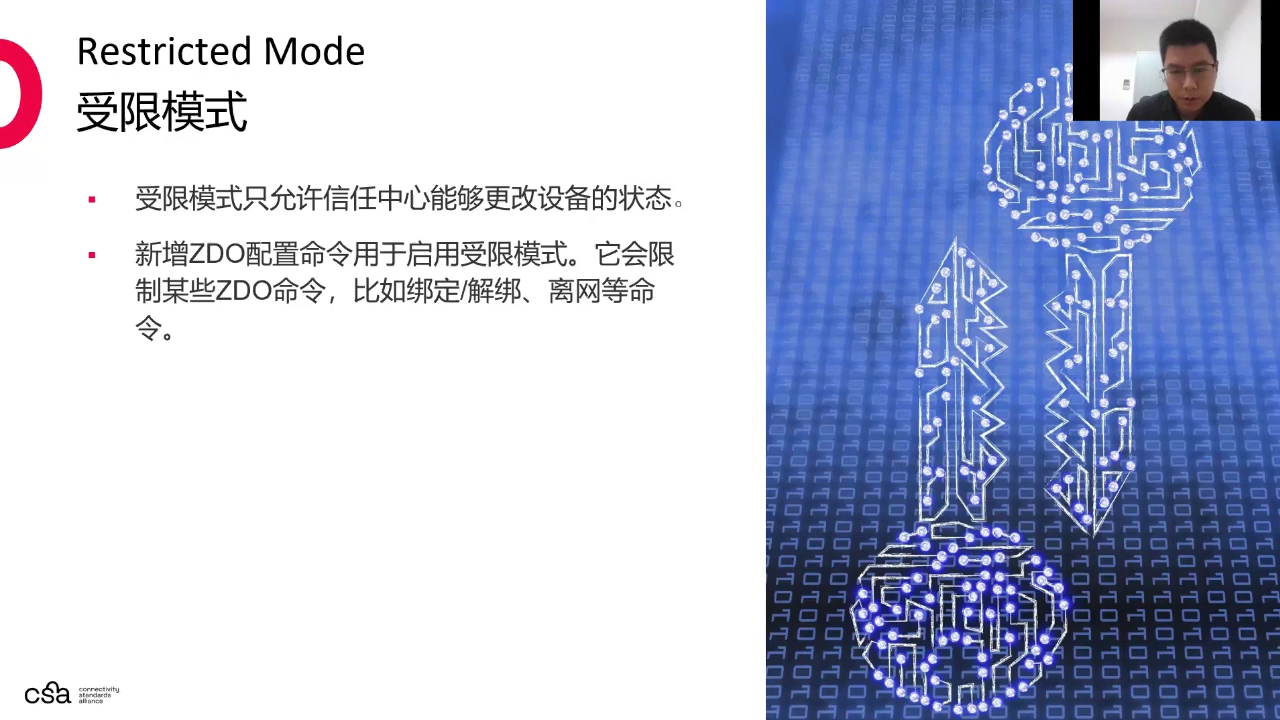 Restricted Mode
受限模式
▪ 受限模式只允许信任中心能够更改设备的状态。
▪ 新增ZDO配置命令用于启用受限模式。它会限
制某些ZDO命令，比如绑定/解绑、离网等命
令。
csa connectivity
standards
alliance